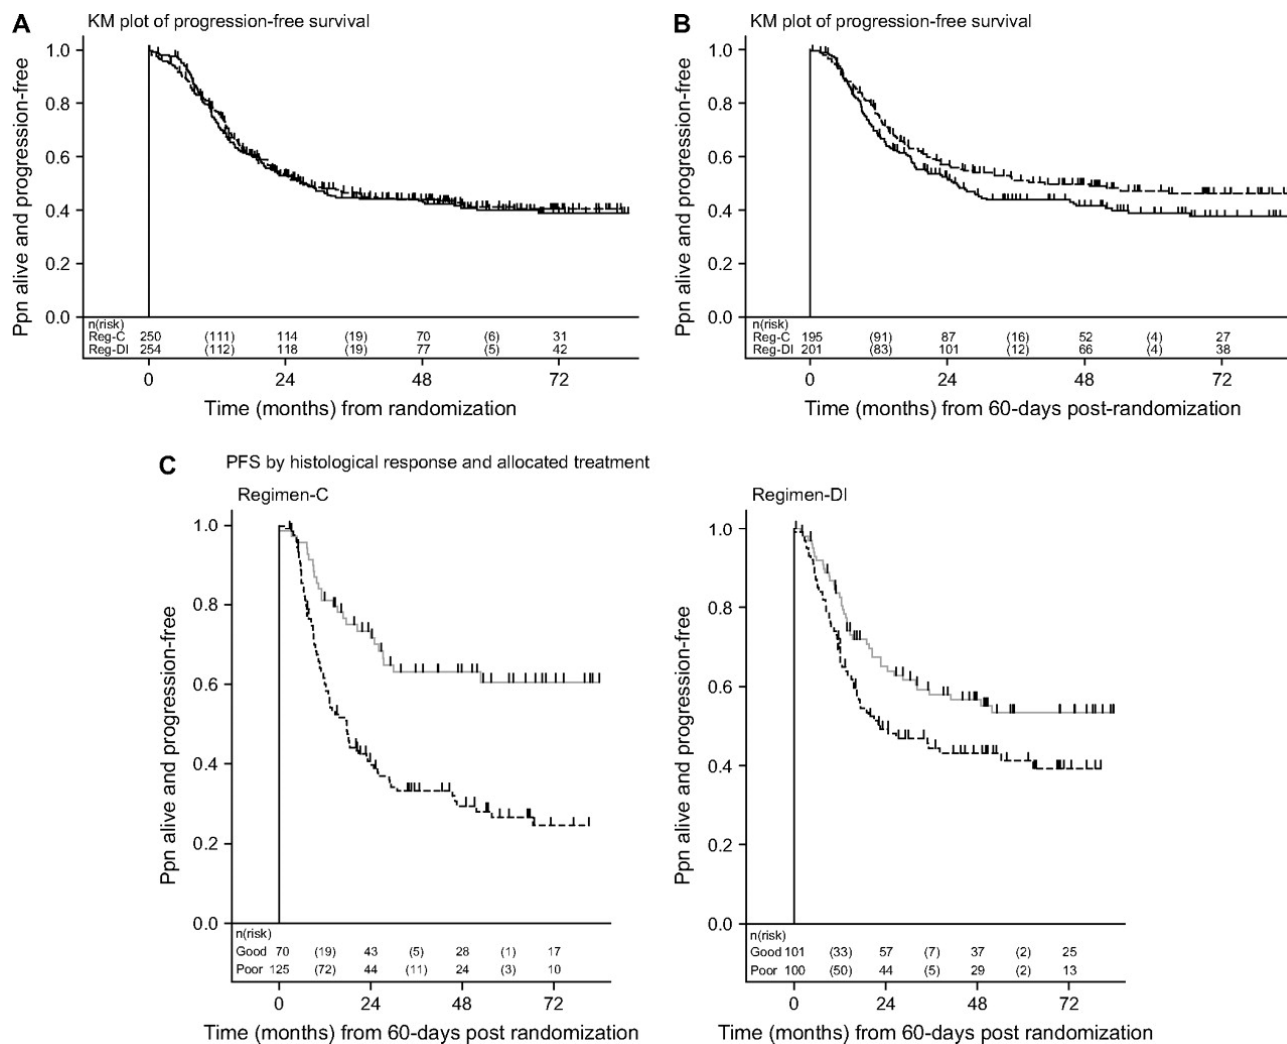 A KM plot of progression-free survival
Ppn alive and progression-free
1.0
0.8
0.6
0.4
0.2
0.0
n(risk)
Reg-C 250 (111) 114 (19) 70 (6) 31
Reg-DI 254 (112) 118 (19) 77 (5) 42
0 24 48 72
Time (months) from randomization
B KM plot of progression-free survival
Ppn alive and progression-free
1.0
0.8
0.6
0.4
0.2
0.0
n(risk)
Reg-C 195 (91) 87 (16) 52 (4) 27
Reg-DI 201 (83) 101 (12) 66 (4) 38
0 24 48 72
Time (months) from 60-days post-randomization
C PFS by histological response and allocated treatment
Regimen-C
Ppn alive and progression-free
1.0
0.8
0.6
0.4
0.2
0.0
n(risk)
Good 70 (19) 43 (5) 28 (1) 17
Poor 125 (72) 44 (11) 24 (3) 10
0 24 48 72
Time (months) from 60-days post randomization
Regimen-DI
Ppn alive and progression-free
1.0
0.8
0.6
0.4
0.2
0.0
n(risk)
Good 101 (33) 57 (7) 37 (2) 25
Poor 100 (50) 44 (5) 29 (2) 13
0 24 48 72
Time (months) from 60-days post randomization